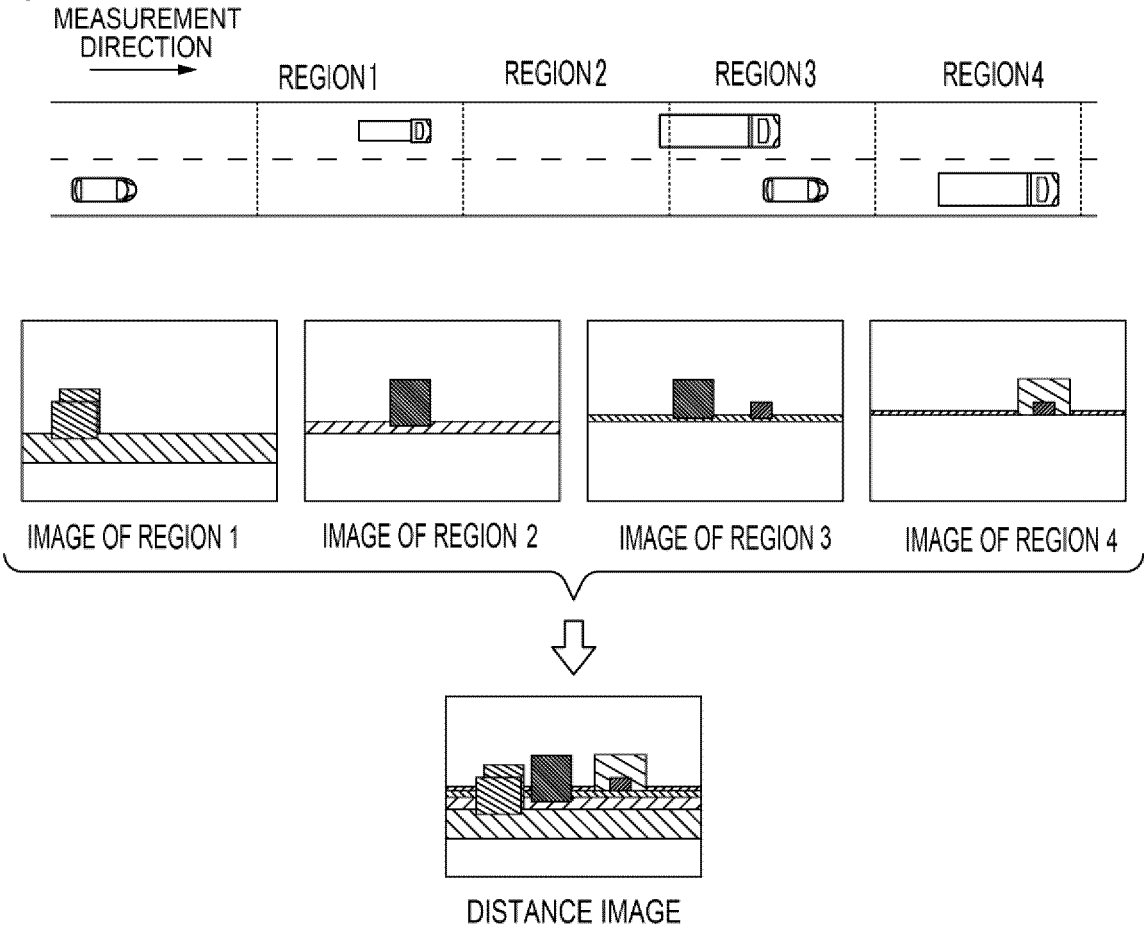 MEASUREMENT
DIRECTION
REGION1
REGION2
REGION3
REGION4
IMAGE OF REGION 1
IMAGE OF REGION 2
IMAGE OF REGION 3
IMAGE OF REGION 4
DISTANCE IMAGE